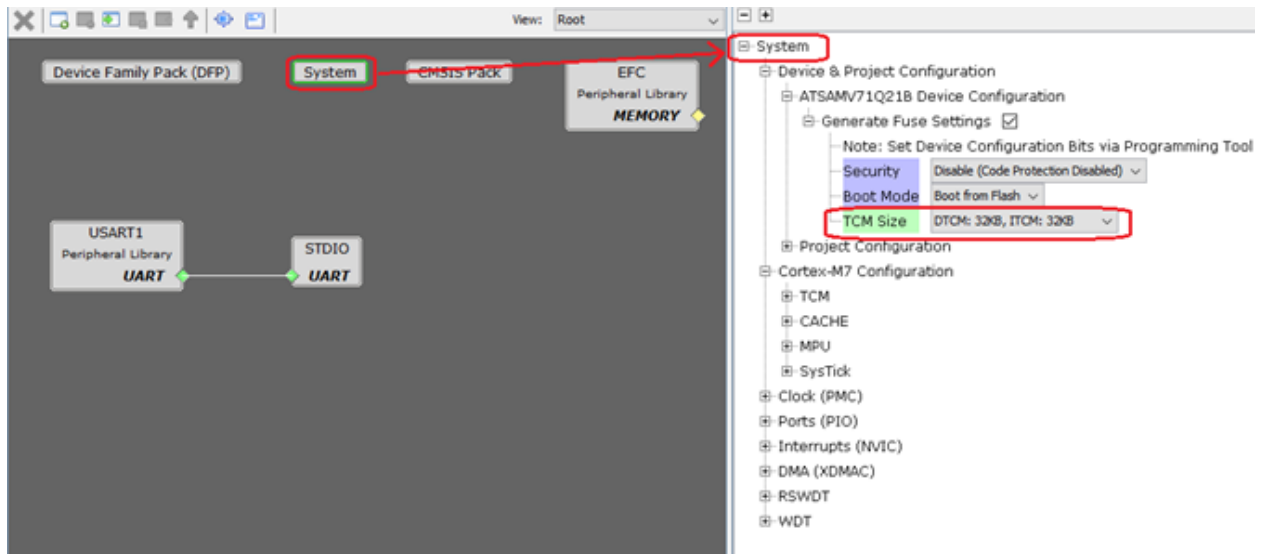 View: Root
Device Family Pack (DFP)
System
CMSIS Pack
EFC
Peripheral Library
MEMORY
USART1
Peripheral Library
UART
STDIO
UART
System
Device & Project Configuration
ATSAMV71Q21B Device Configuration
Generate Fuse Settings
Note: Set Device Configuration Bits via Programming Tool
Security Disable (Code Protection Disabled)
Boot Mode Boot from Flash
TCM Size DTCM: 32KB, ITCM: 32KB
Project Configuration
Cortex-M7 Configuration
TCM
CACHE
MPU
SysTick
Clock (PMC)
Ports (PIO)
Interrupts (NVIC)
DMA (XDMAC)
RSWDT
WDT